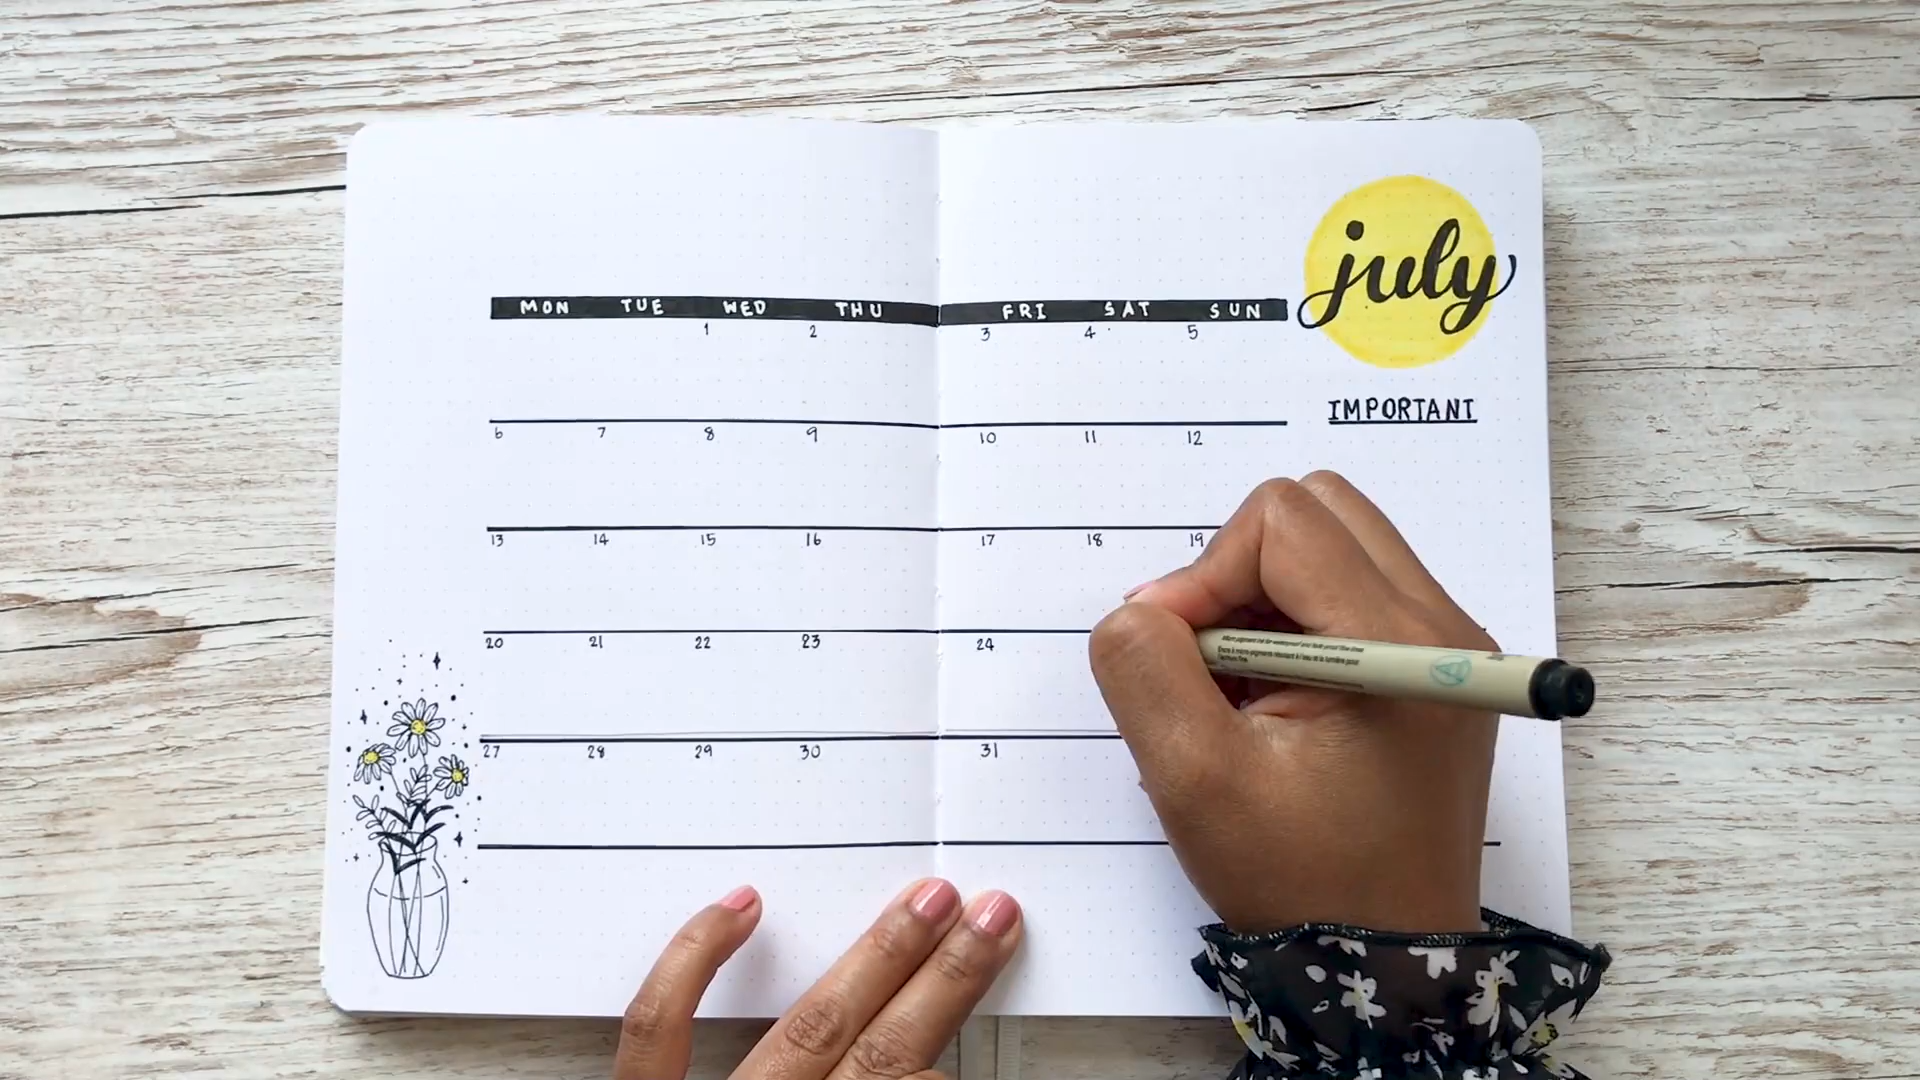 july
MON TUE WED THU FRI SAT SUN
1 2 3 4 5
IMPORTANT
6 7 8 9 10 11 12
13 14 15 16 17 18 19
20 21 22 23 24
27 28 29 30 31